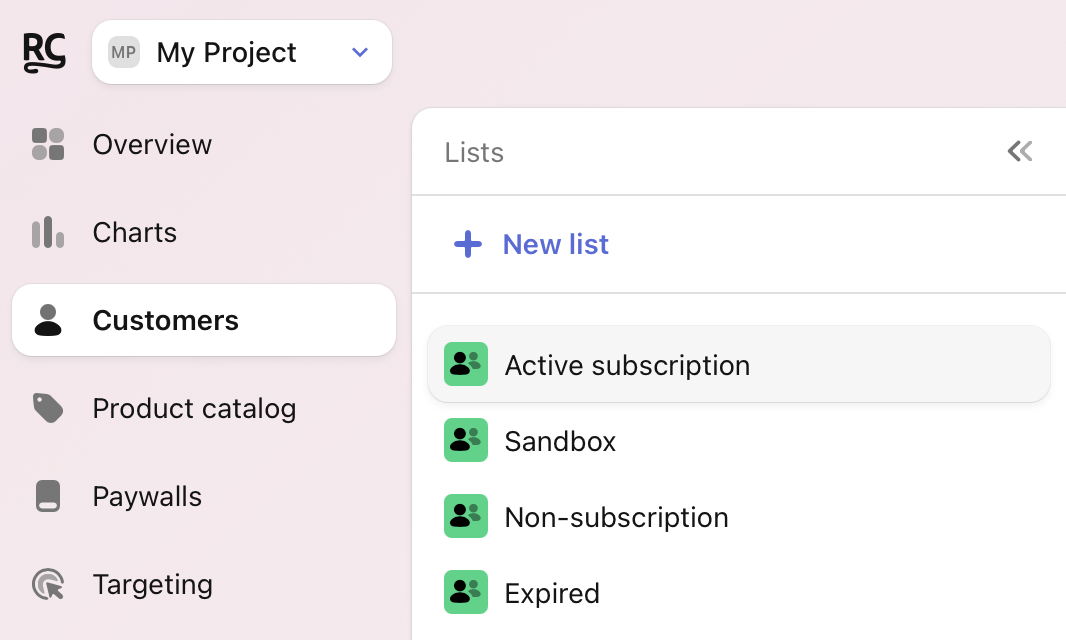 RC
MP My Project
Overview
Charts
Customers
Product catalog
Paywalls
Targeting
Lists
New list
Active subscription
Sandbox
Non-subscription
Expired